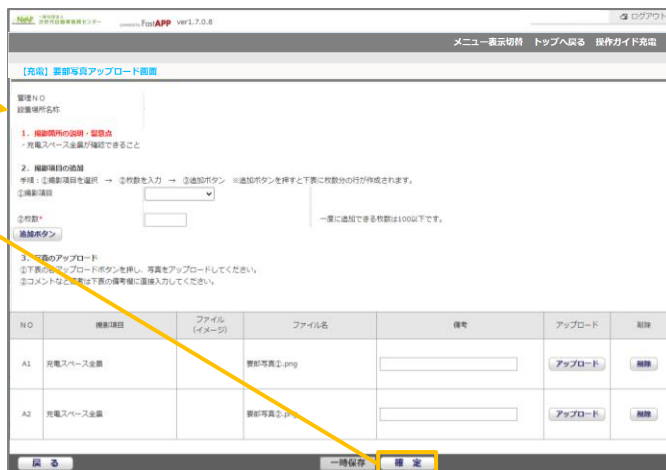 NeV 一般社団法人 次世代自動車振興センター powered by FastAPP ver1.7.0.8 ログアウト
メニュー表示切替 トップへ戻る 操作ガイド充電
【充電】要部写真アップロード画面
管理NO
設置場所名称
1. 撮影箇所の説明・留意点
・充電スペース全景が確認できること
2. 撮影項目の追加
手順：①撮影項目を選択 → ②枚数を入力 → ③追加ボタン ※追加ボタンを押すと下表に枚数分の行が作成されます。
①撮影項目
②枚数* 一度に追加できる枚数は100以下です。
追加ボタン
3. 写真のアップロード
①下表の各アップロードボタンを押し、写真をアップロードしてください。
②コメントなど備考は下表の備考欄に直接入力してください。
NO 撮影項目 ファイル（イメージ） ファイル名 備考 アップロード 削除
A1 充電スペース全景 要部写真①.png アップロード 削除
A2 充電スペース全景 要部写真②.png アップロード 削除
戻る 一時保存 確定